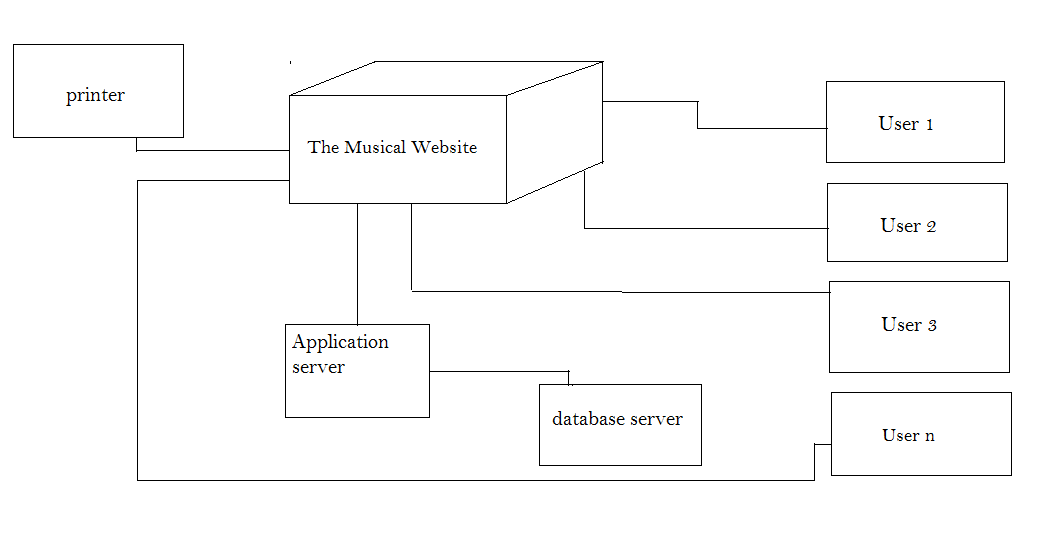 printer
The Musical Website
User 1
User 2
User 3
Application
server
database server
User n